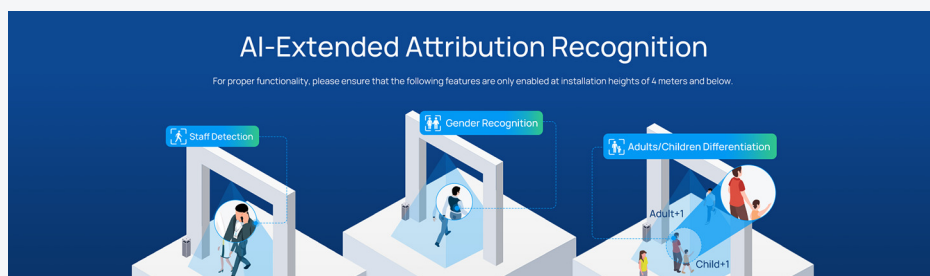 AI-Extended Attribution Recognition
For proper functionality, please ensure that the following features are only enabled at installation heights of 4 meters and below.
Staff Detection
Gender Recognition
Adults/Children Differentiation
Adult+1
Child+1